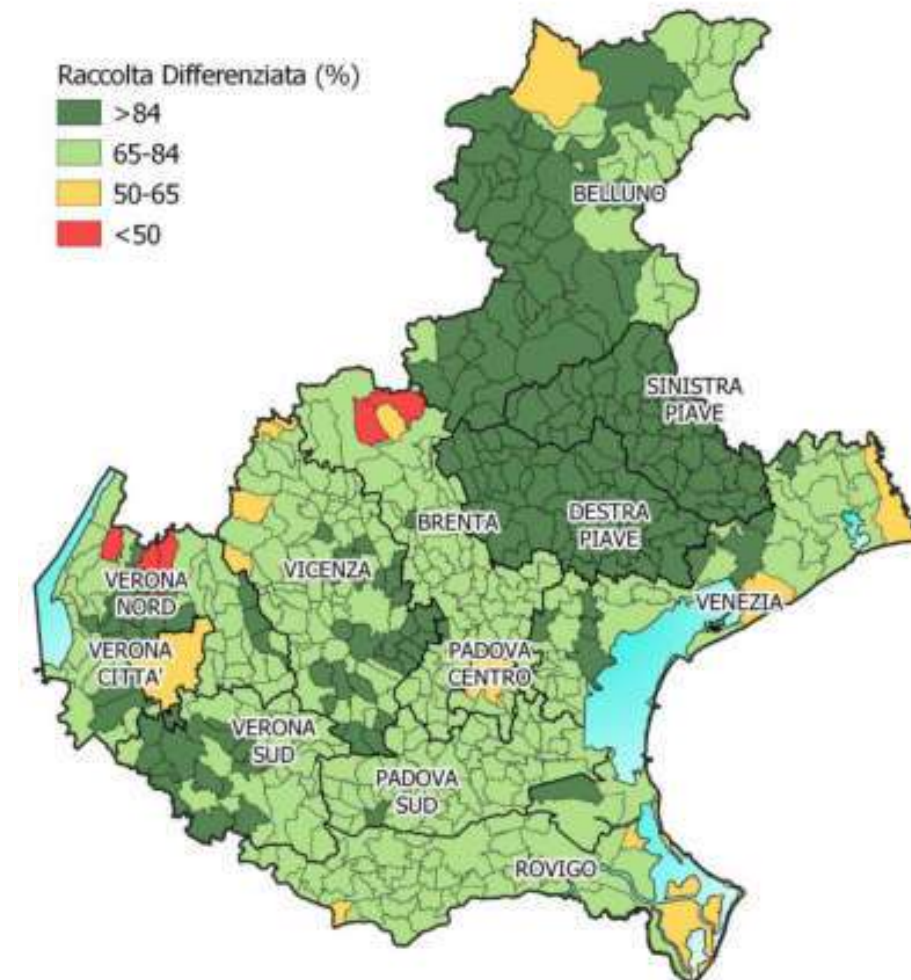 Raccolta Differenziata (%)
>84
65-84
50-65
<50
BELLUNO
SINISTRA
PIAVE
DESTRA
PIAVE
BRENTA
VICENZA
VERONA
NORD
VENEZIA
VERONA
CITTA'
PADOVA
CENTRO
VERONA
SUD
PADOVA
SUD
ROVIGO